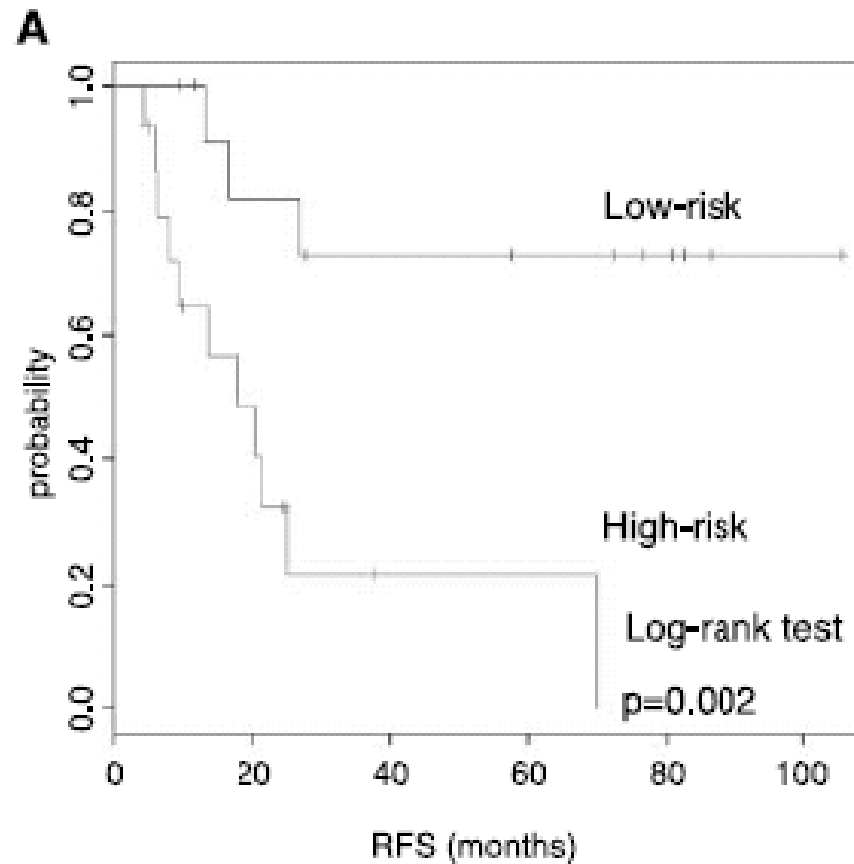 A
probability
1.0
0.8
0.6
0.4
0.2
0.0
Low-risk
High-risk
Log-rank test
p=0.002
0 20 40 60 80 100
RFS (months)